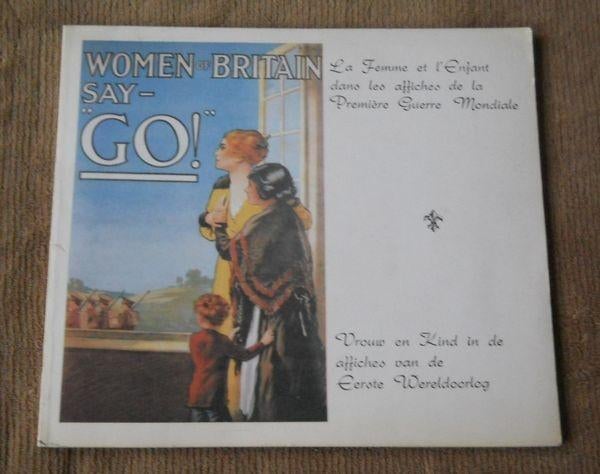 WOMEN OF BRITAIN
SAY –
"GO!"
La Femme et l'Enfant
dans les affiches de la
Première Guerre Mondiale
Vrouw en Kind in de
affiches van de
Eerste Wereldoorlog